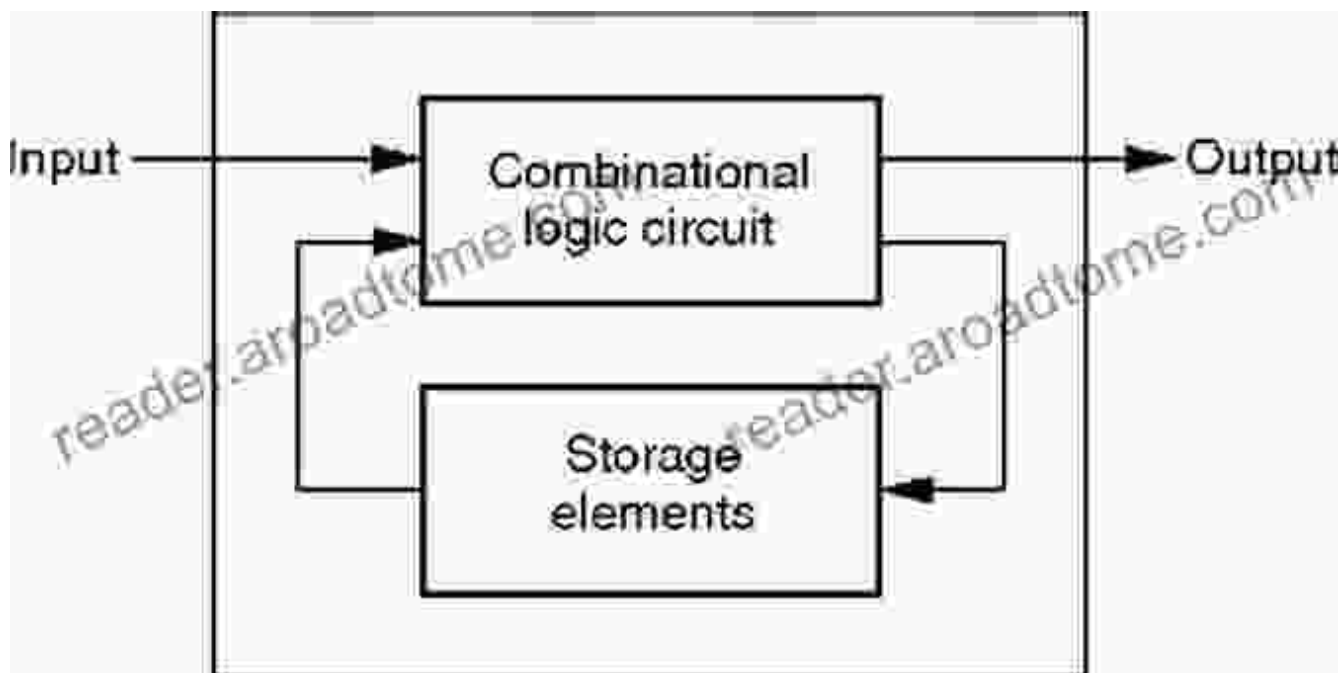 Input
Combinational
logic circuit
Output
Storage
elements
reader.aroadtome.com
reader.aroadtome.com